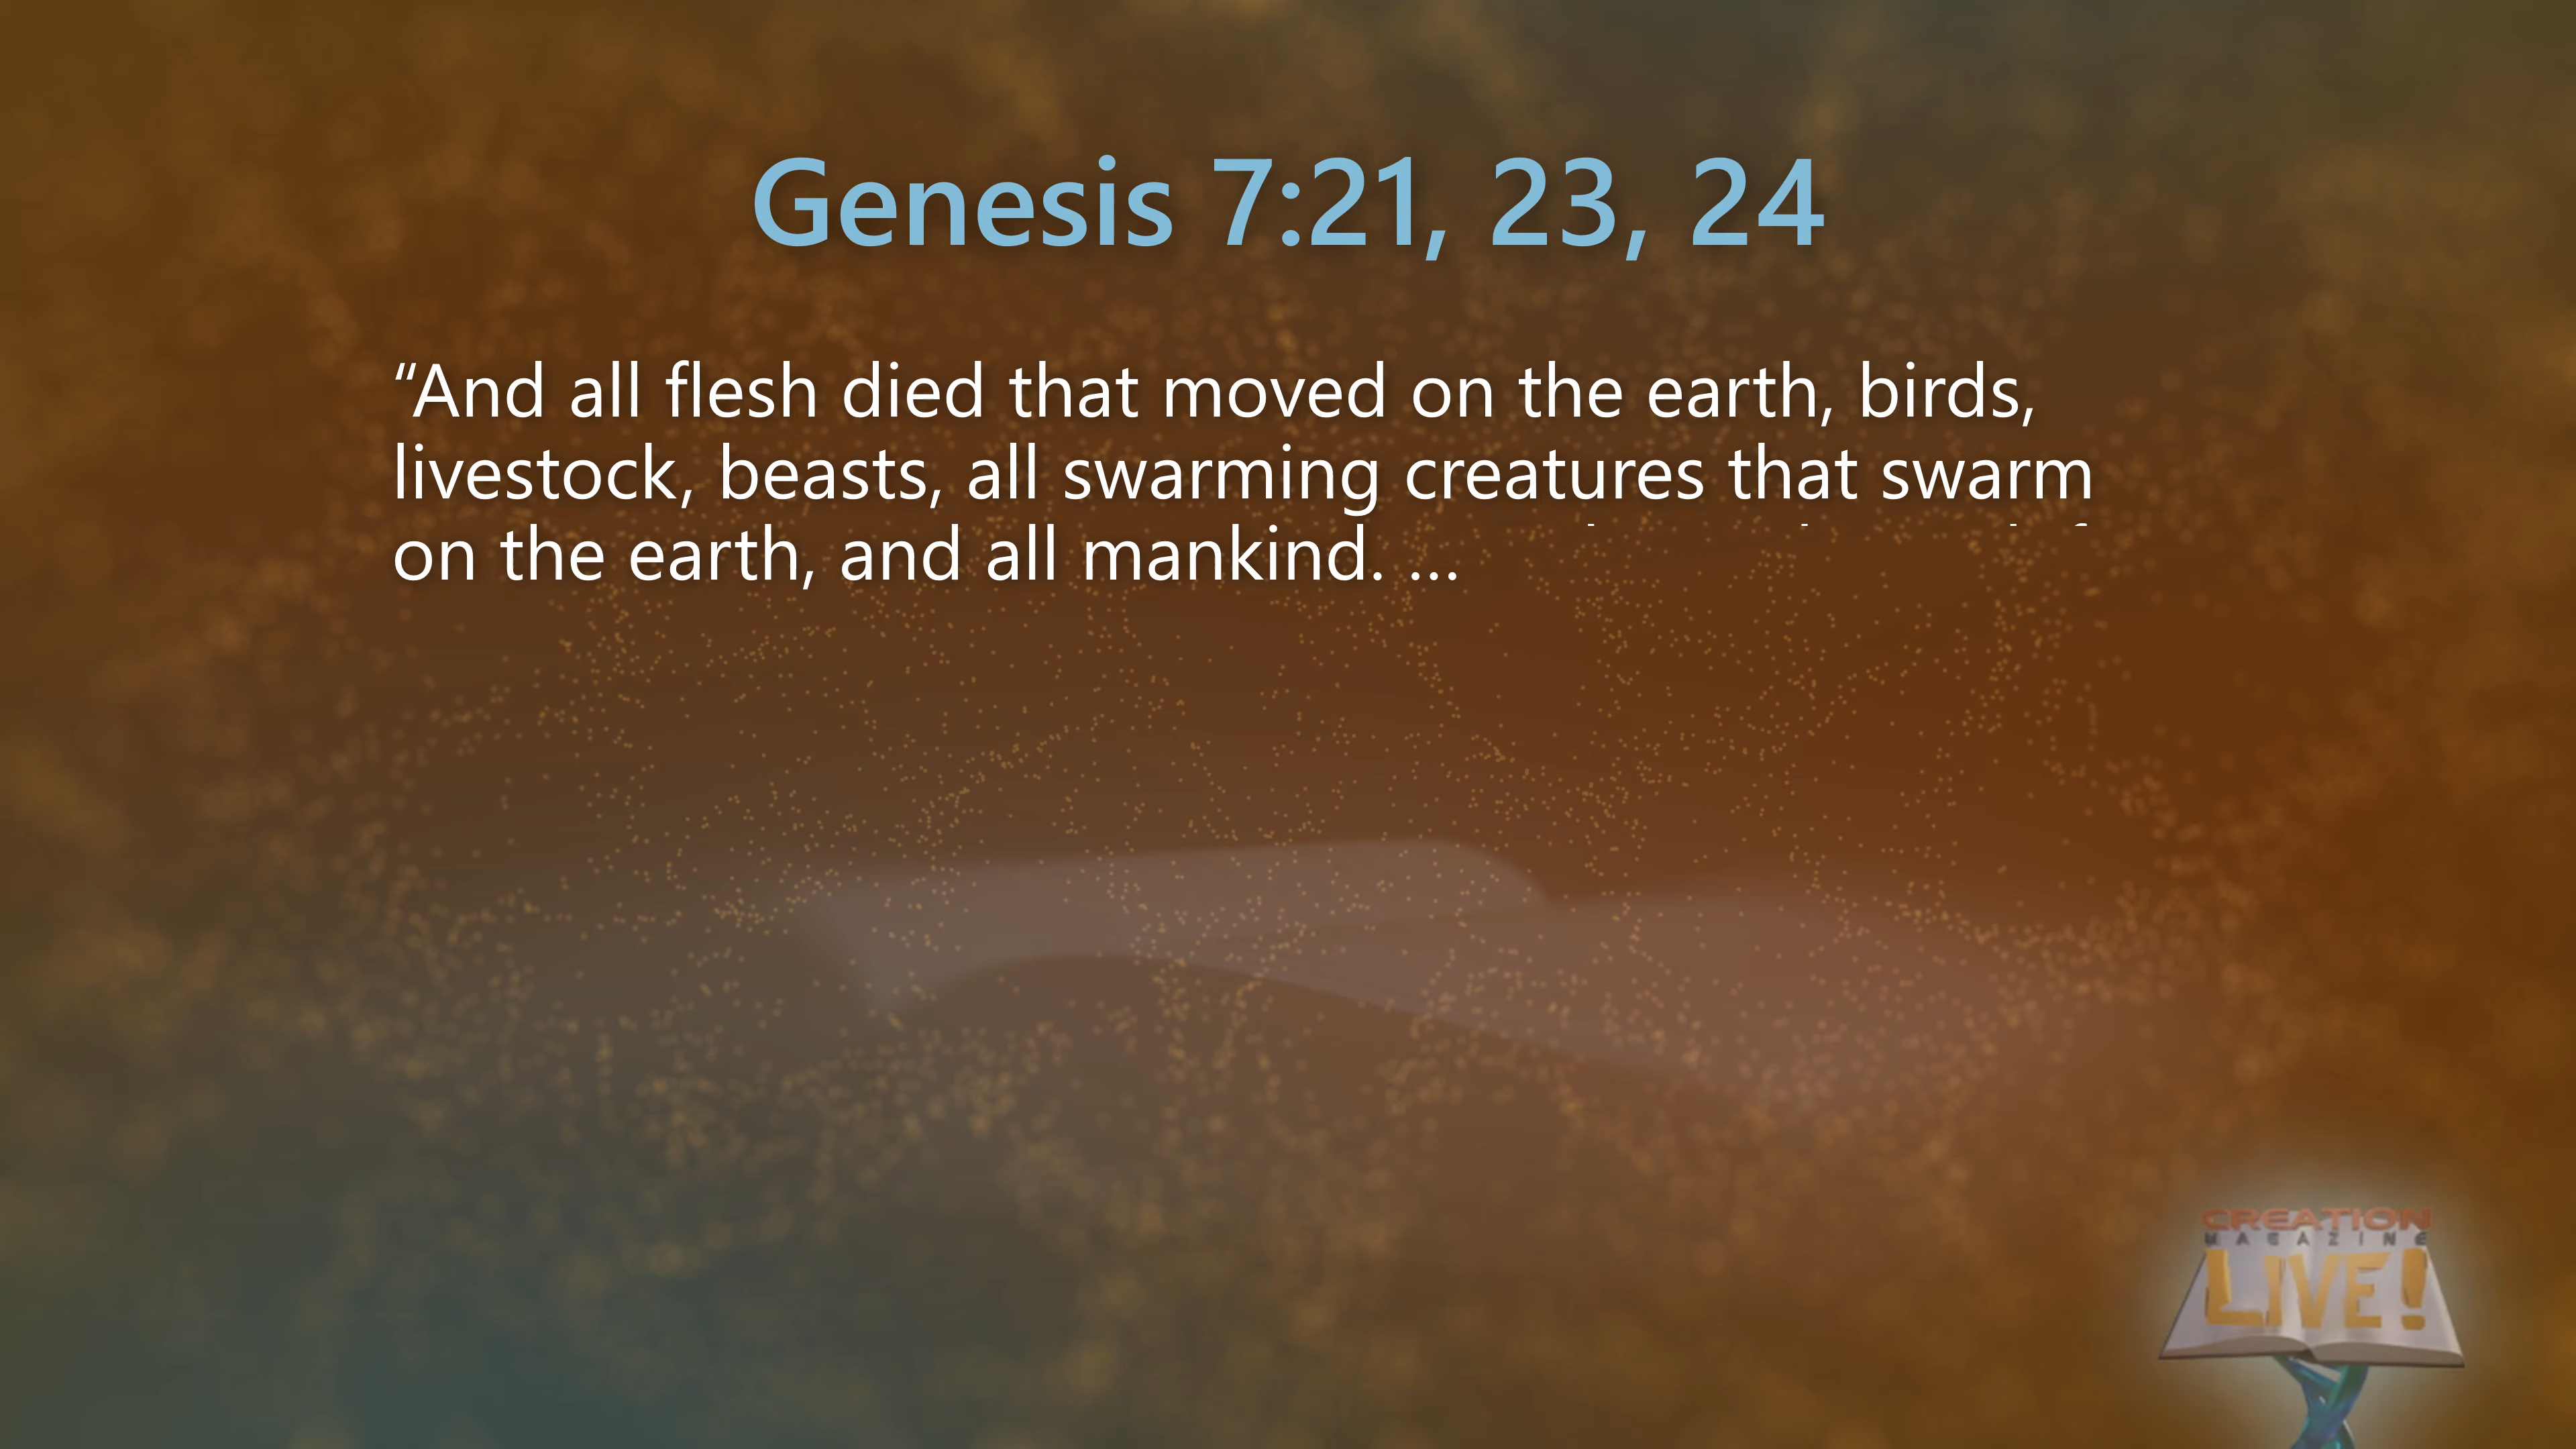 Genesis 7:21, 23, 24
“And all flesh died that moved on the earth, birds,
livestock, beasts, all swarming creatures that swarm
on the earth, and all mankind. ...
CREATION
MAGAZINE
LIVE!